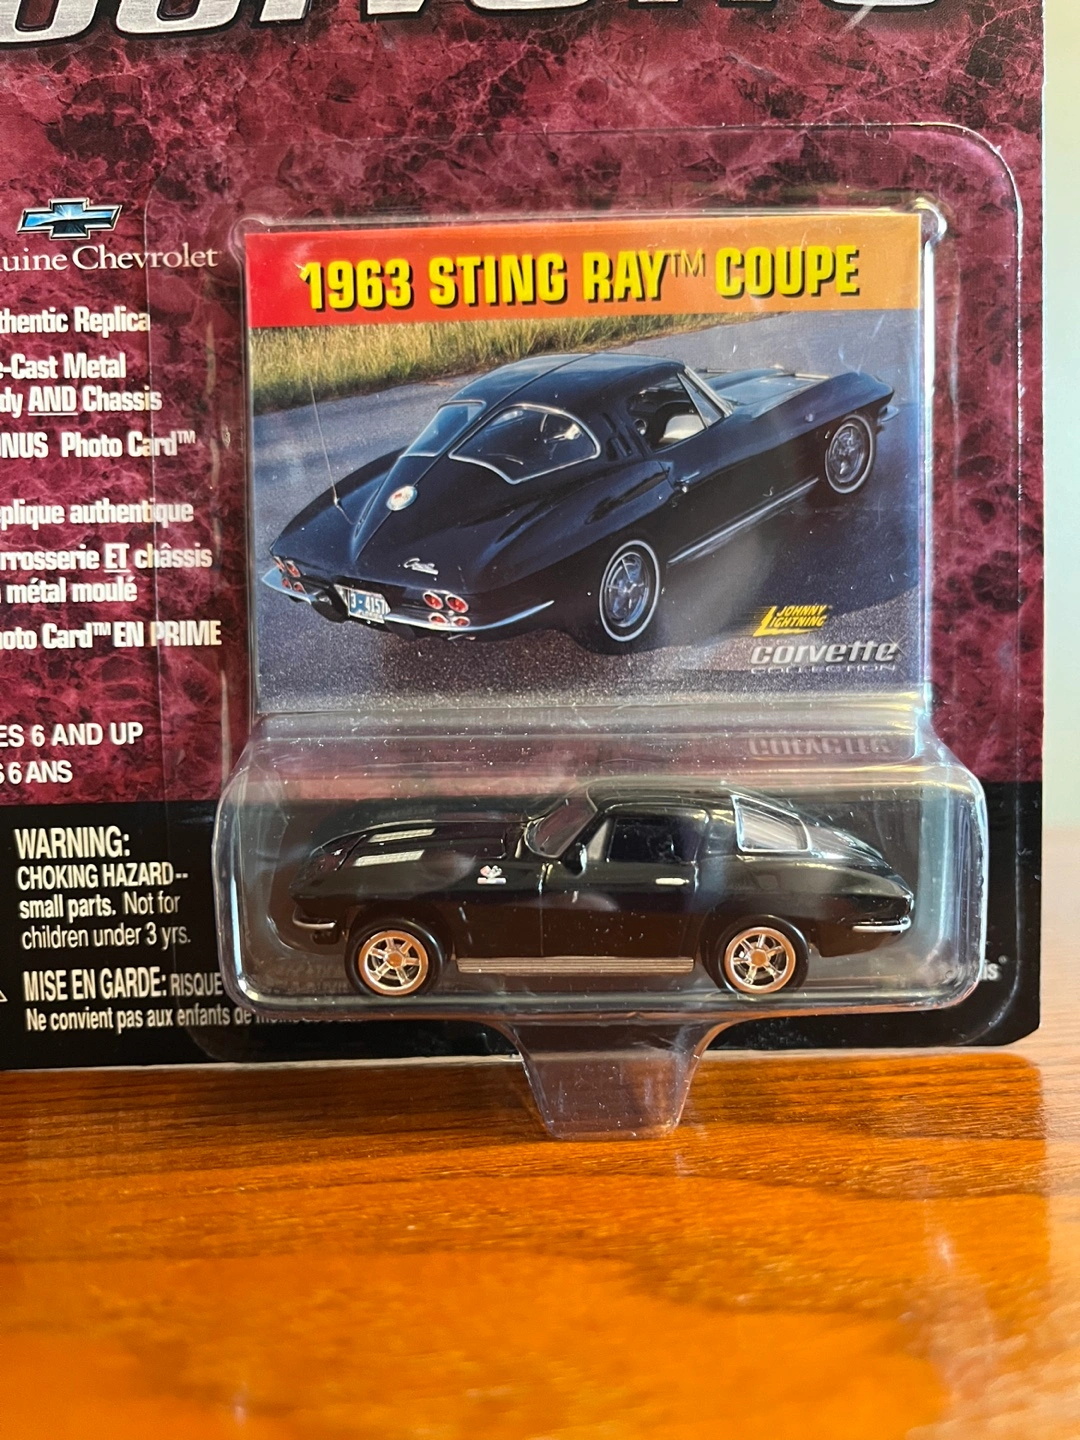 uine Chevrolet
thentic Replica
-Cast Metal
dy AND Chassis
NUS Photo Card™
plique authentique
rrosserie ET châssis
métal moulé
oto Card™ EN PRIME
ES 6 AND UP
6 ANS
WARNING:
CHOKING HAZARD--
small parts. Not for
children under 3 yrs.
MISE EN GARDE: RISQUE
Ne convient pas aux enfants de
1963 STING RAY™ COUPE
JOHNNY
LIGHTNING
corvette
COLLECTION